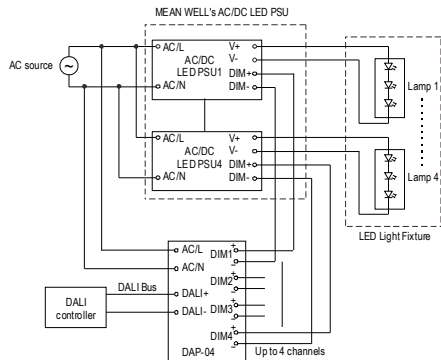 MEAN WELL's AC/DC LED PSU
AC source
~
AC/L
AC/N
AC/DC
LED PSU1
V+
V-
DIM+
DIM-
Lamp 1
AC/L
AC/N
AC/DC
LED PSU4
V+
V-
DIM+
DIM-
Lamp 4
LED Light Fixture
AC/L
AC/N
DALI Bus
DALI+
DALI-
DALI
controller
DIM1
+
-
DIM2
+
-
DIM3
+
-
DIM4
+
-
DAP-04
Up to 4 channels